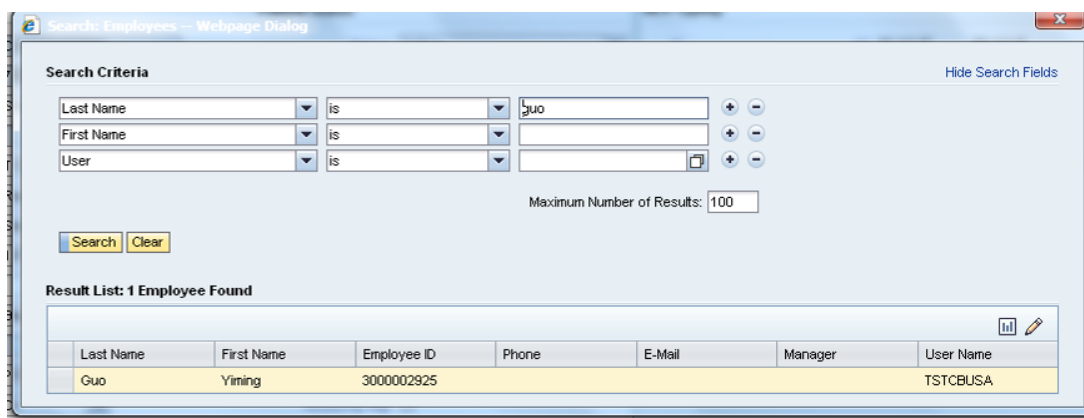 Search: Employees -- Webpage Dialog
Search Criteria Hide Search Fields
Last Name is guo
First Name is
User is
Maximum Number of Results: 100
Search Clear
Result List: 1 Employee Found
Last Name First Name Employee ID Phone E-Mail Manager User Name
Guo Yiming 3000002925 TSTCBUSA